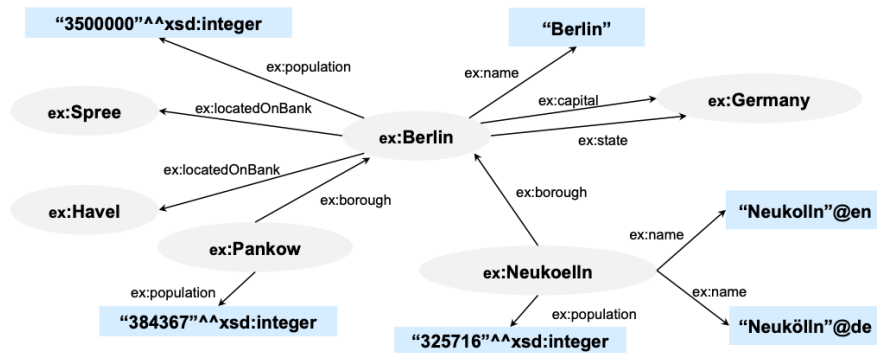 “3500000”^^xsd:integer
“Berlin”
ex:population
ex:name
ex:capital
ex:Germany
ex:Spree
ex:locatedOnBank
ex:Berlin
ex:state
ex:locatedOnBank
ex:borough
ex:borough
ex:Havel
“Neukolln”@en
ex:name
ex:Pankow
ex:Neukoelln
ex:population
ex:name
ex:population
“384367”^^xsd:integer
“Neukölln”@de
“325716”^^xsd:integer